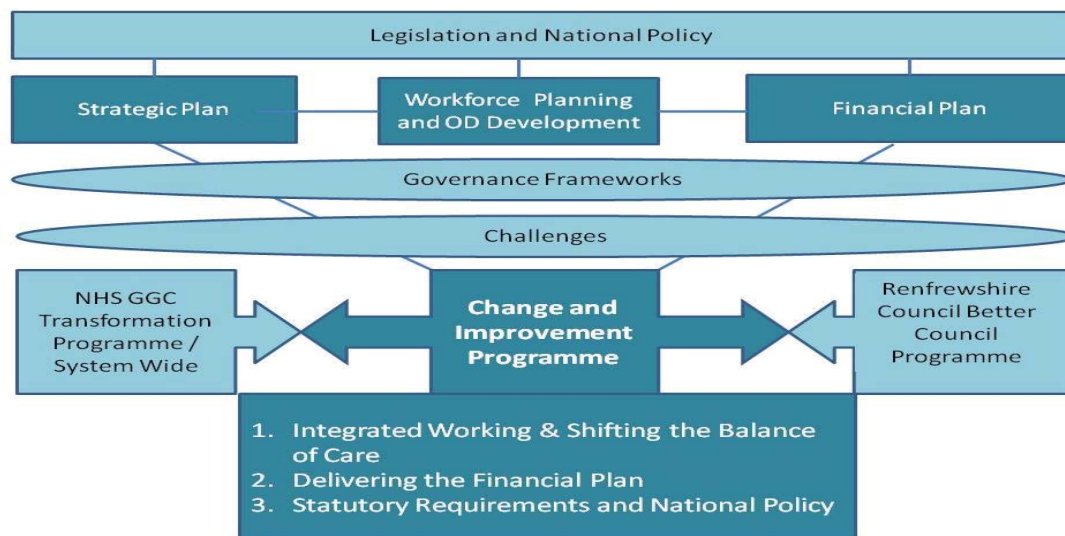 Legislation and National Policy
Strategic Plan
Workforce Planning
and OD Development
Financial Plan
Governance Frameworks
Challenges
NHS GGC
Transformation
Programme /
System Wide
Change and
Improvement
Programme
Renfrewshire
Council Better
Council
Programme
1. Integrated Working & Shifting the Balance
of Care
2. Delivering the Financial Plan
3. Statutory Requirements and National Policy